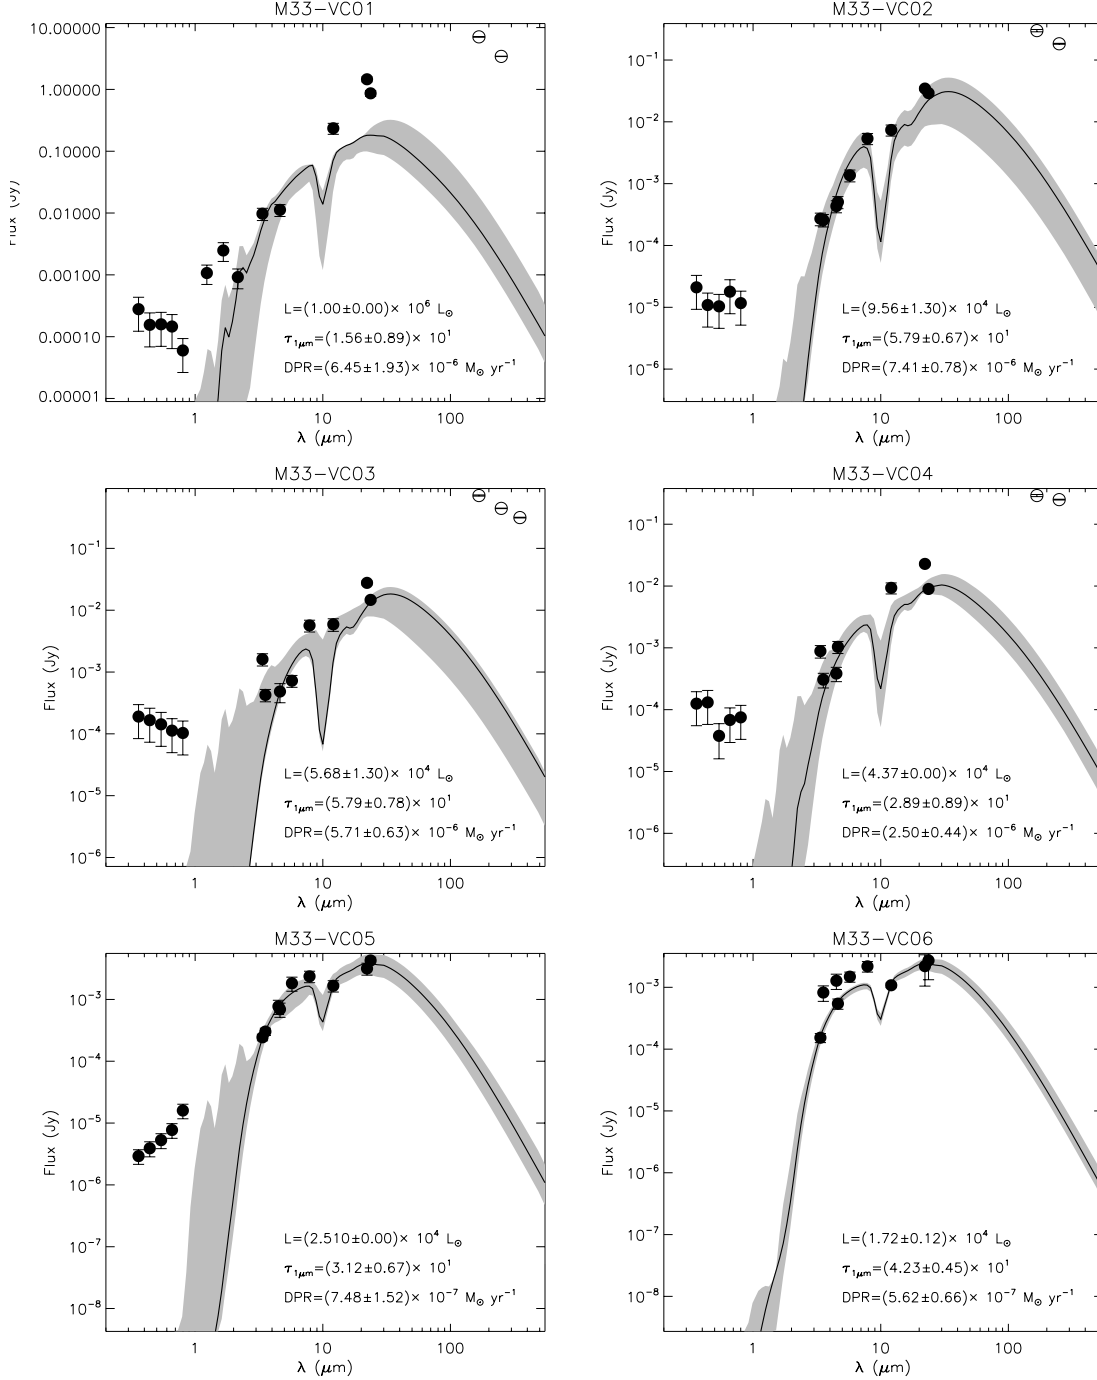 M33-VC01
10.00000
1.00000
0.10000
0.01000
0.00100
0.00010
0.00001
Flux (Jy)
1 10 100
λ (μm)
L=(1.00±0.00)× 10⁶ L☉
τ₁μm=(1.56±0.89)× 10¹
DPR=(6.45±1.93)× 10⁻⁶ M☉ yr⁻¹
M33-VC02
10⁻¹
10⁻²
10⁻³
10⁻⁴
10⁻⁵
10⁻⁶
Flux (Jy)
1 10 100
λ (μm)
L=(9.56±1.30)× 10⁴ L☉
τ₁μm=(5.79±0.67)× 10¹
DPR=(7.41±0.78)× 10⁻⁶ M☉ yr⁻¹
M33-VC03
10⁻¹
10⁻²
10⁻³
10⁻⁴
10⁻⁵
10⁻⁶
Flux (Jy)
1 10 100
λ (μm)
L=(5.68±1.30)× 10⁴ L☉
τ₁μm=(5.79±0.78)× 10¹
DPR=(5.71±0.63)× 10⁻⁶ M☉ yr⁻¹
M33-VC04
10⁻¹
10⁻²
10⁻³
10⁻⁴
10⁻⁵
10⁻⁶
Flux (Jy)
1 10 100
λ (μm)
L=(4.37±0.00)× 10⁴ L☉
τ₁μm=(2.89±0.89)× 10¹
DPR=(2.50±0.44)× 10⁻⁶ M☉ yr⁻¹
M33-VC05
10⁻³
10⁻⁴
10⁻⁵
10⁻⁶
10⁻⁷
10⁻⁸
Flux (Jy)
1 10 100
λ (μm)
L=(2.510±0.00)× 10⁴ L☉
τ₁μm=(3.12±0.67)× 10¹
DPR=(7.48±1.52)× 10⁻⁷ M☉ yr⁻¹
M33-VC06
10⁻³
10⁻⁴
10⁻⁵
10⁻⁶
10⁻⁷
10⁻⁸
Flux (Jy)
1 10 100
λ (μm)
L=(1.72±0.12)× 10⁴ L☉
τ₁μm=(4.23±0.45)× 10¹
DPR=(5.62±0.66)× 10⁻⁷ M☉ yr⁻¹